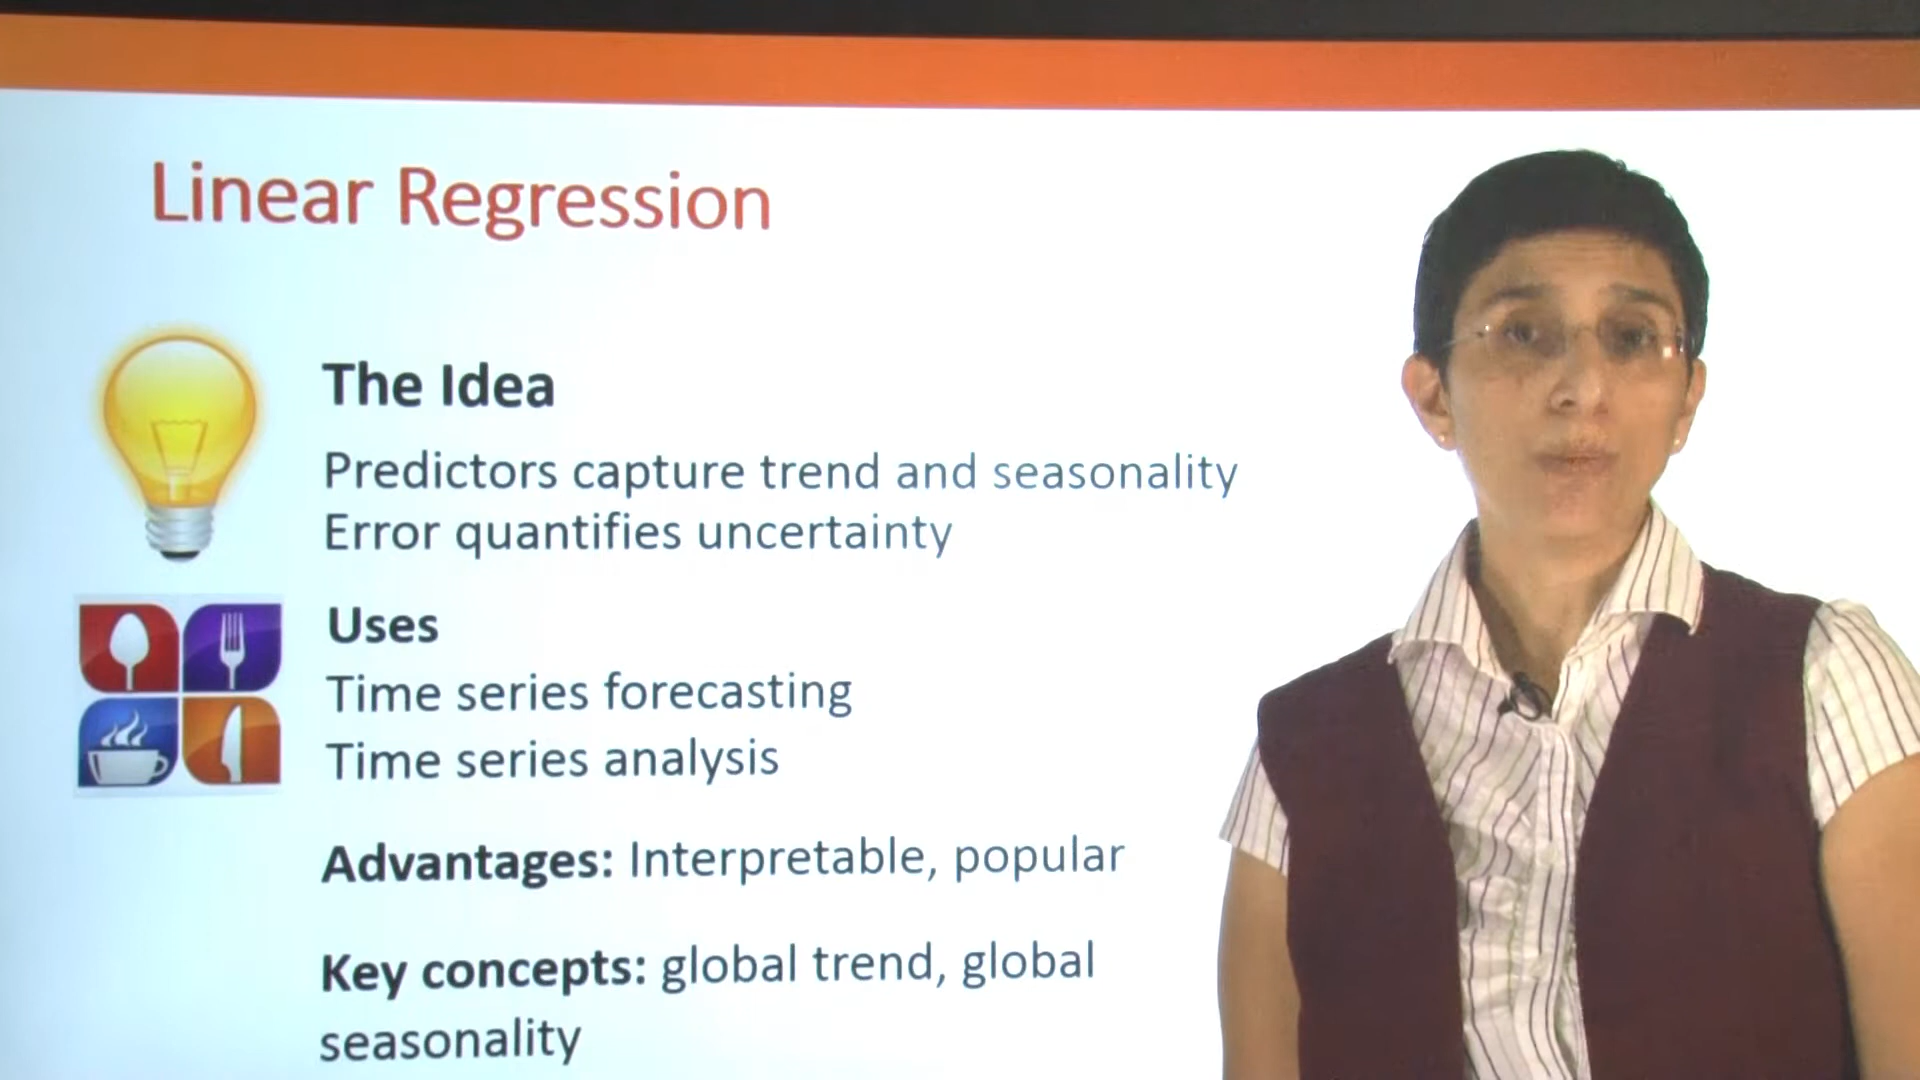 Linear Regression
The Idea
Predictors capture trend and seasonality
Error quantifies uncertainty
Uses
Time series forecasting
Time series analysis
Advantages: Interpretable, popular
Key concepts: global trend, global
seasonality